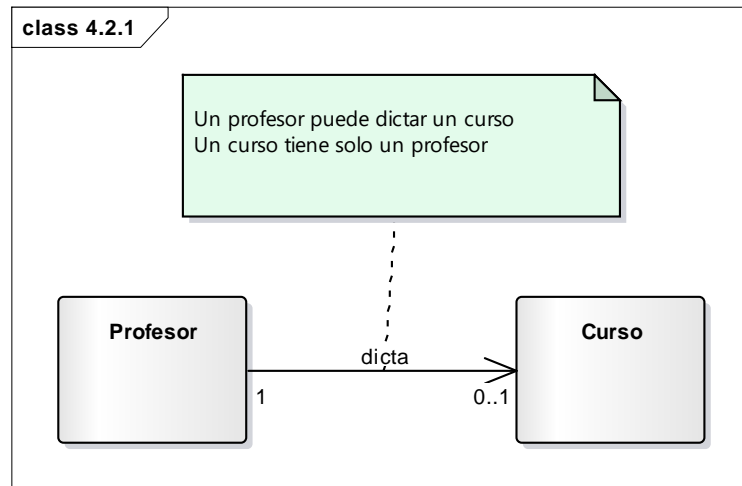 class 4.2.1
Un profesor puede dictar un curso
Un curso tiene solo un profesor
Profesor
Curso
dicta
1
0..1